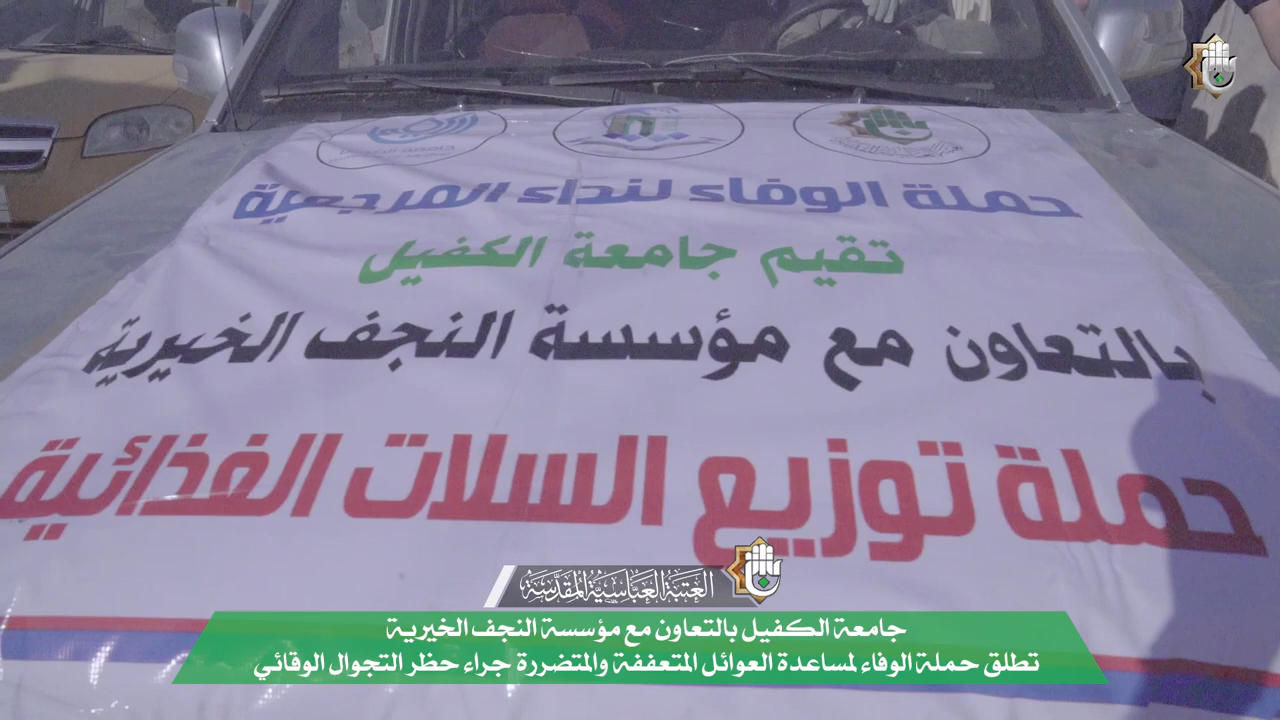 حملة الوفاء لنداء المرجعية
تقيم جامعة الكفيل
بالتعاون مع مؤسسة النجف الخيرية
حملة توزيع السلات الغذائية
العتبة العباسية المقدسة
جامعة الكفيل بالتعاون مع مؤسسة النجف الخيرية
تطلق حملة الوفاء لمساعدة العوائل المتعففة والمتضررة جراء حظر التجوال الوقائي